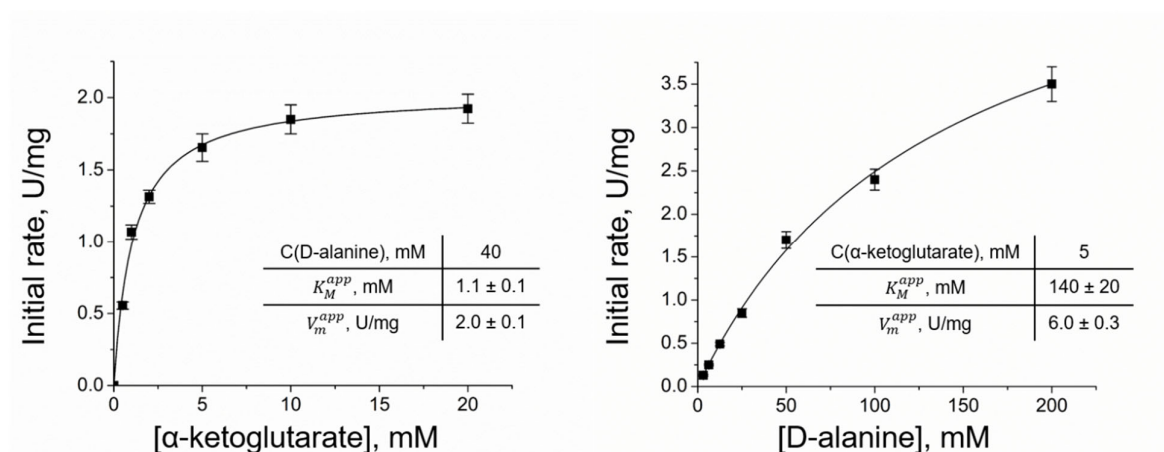 Initial rate, U/mg
2.0
1.5
1.0
0.5
0.0
0 5 10 15 20
[α-ketoglutarate], mM
C(D-alanine), mM 40
K_M^app, mM 1.1 ± 0.1
V_m^app, U/mg 2.0 ± 0.1
Initial rate, U/mg
3.5
3.0
2.5
2.0
1.5
1.0
0.5
0.0
0 50 100 150 200
[D-alanine], mM
C(α-ketoglutarate), mM 5
K_M^app, mM 140 ± 20
V_m^app, U/mg 6.0 ± 0.3